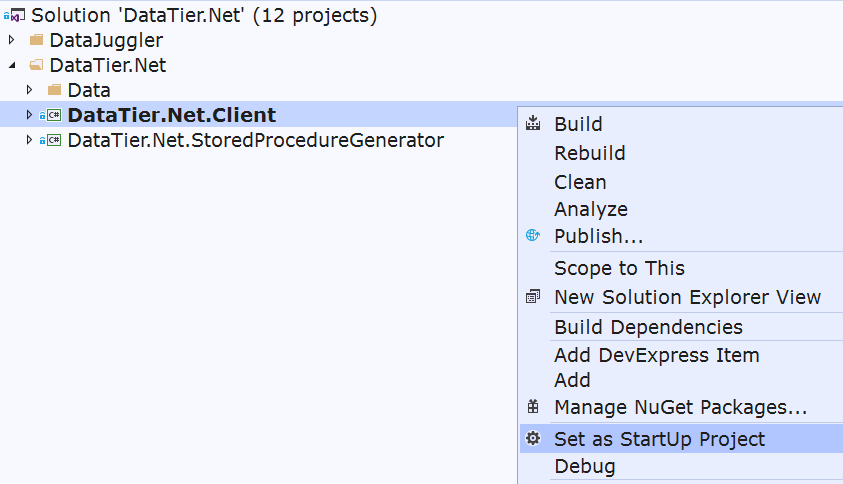 Solution 'DataTier.Net' (12 projects)
DataJuggler
DataTier.Net
Data
C# DataTier.Net.Client
C# DataTier.Net.StoredProcedureGenerator
Build
Rebuild
Clean
Analyze
Publish...
Scope to This
New Solution Explorer View
Build Dependencies
Add DevExpress Item
Add
Manage NuGet Packages...
Set as StartUp Project
Debug